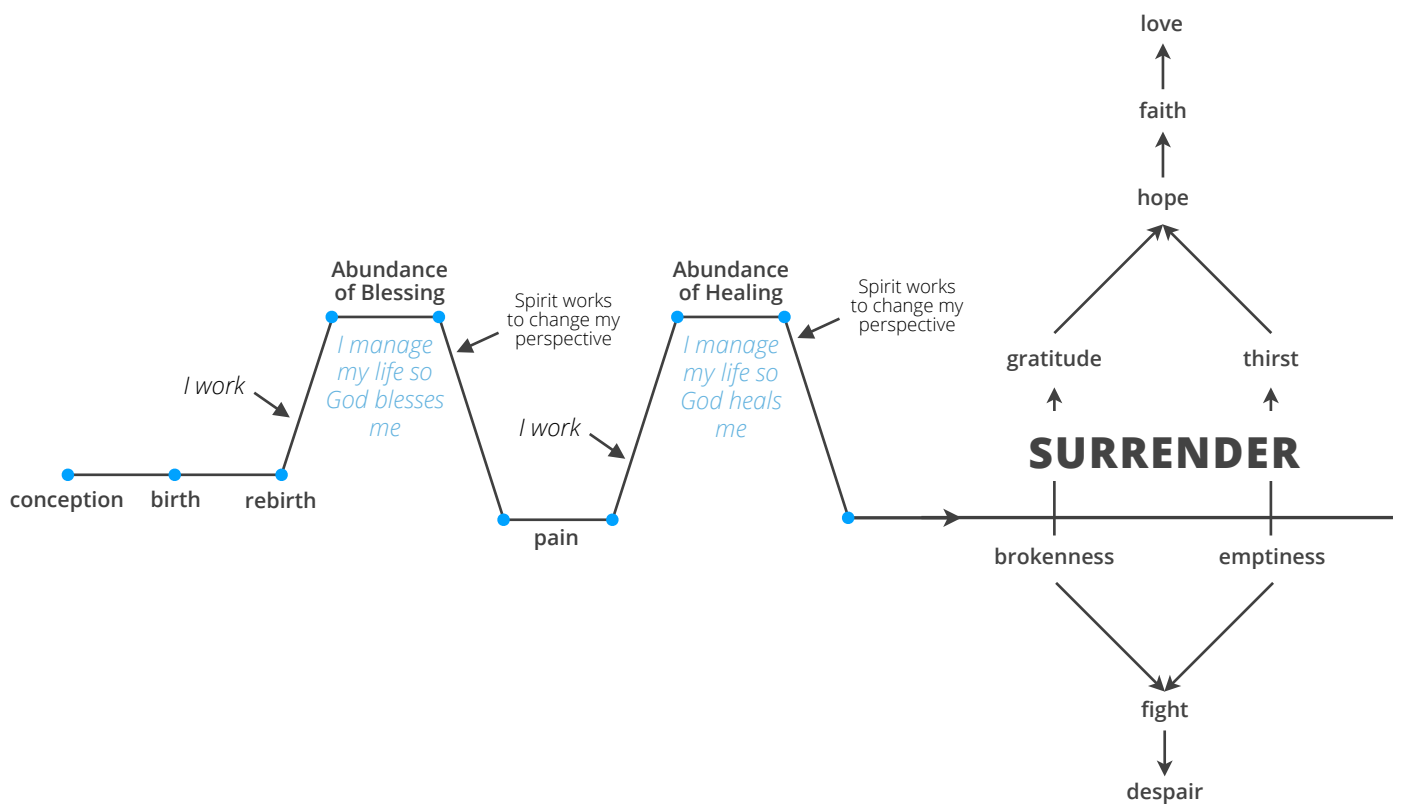 love
faith
hope
Abundance
of Blessing
Abundance
of Healing
Spirit works
to change my
perspective
Spirit works
to change my
perspective
I manage
my life so
God blesses
me
I manage
my life so
God heals
me
gratitude
thirst
I work
I work
SURRENDER
conception
birth
rebirth
pain
brokenness
emptiness
fight
despair